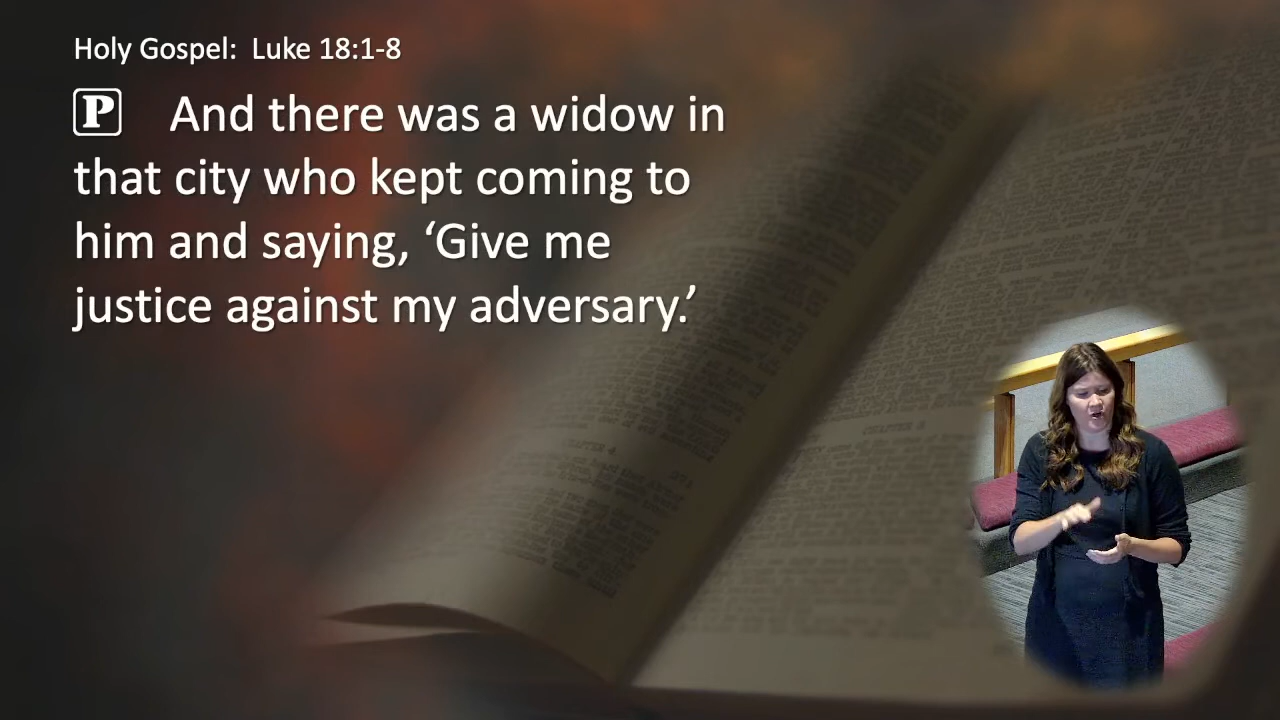 Holy Gospel: Luke 18:1-8
P And there was a widow in
that city who kept coming to
him and saying, ‘Give me
justice against my adversary.’